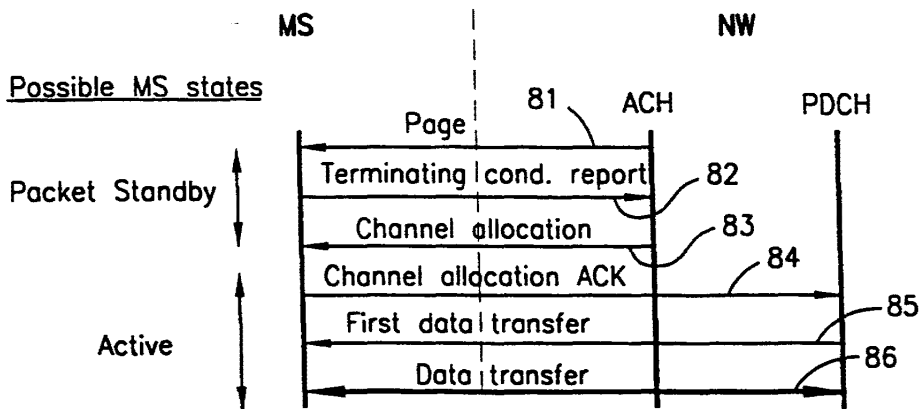 MS NW
Possible MS states
81 ACH PDCH
Page
Packet Standby
Terminating cond. report 82
Channel allocation 83
Channel allocation ACK 84
First data transfer 85
Active
Data transfer 86